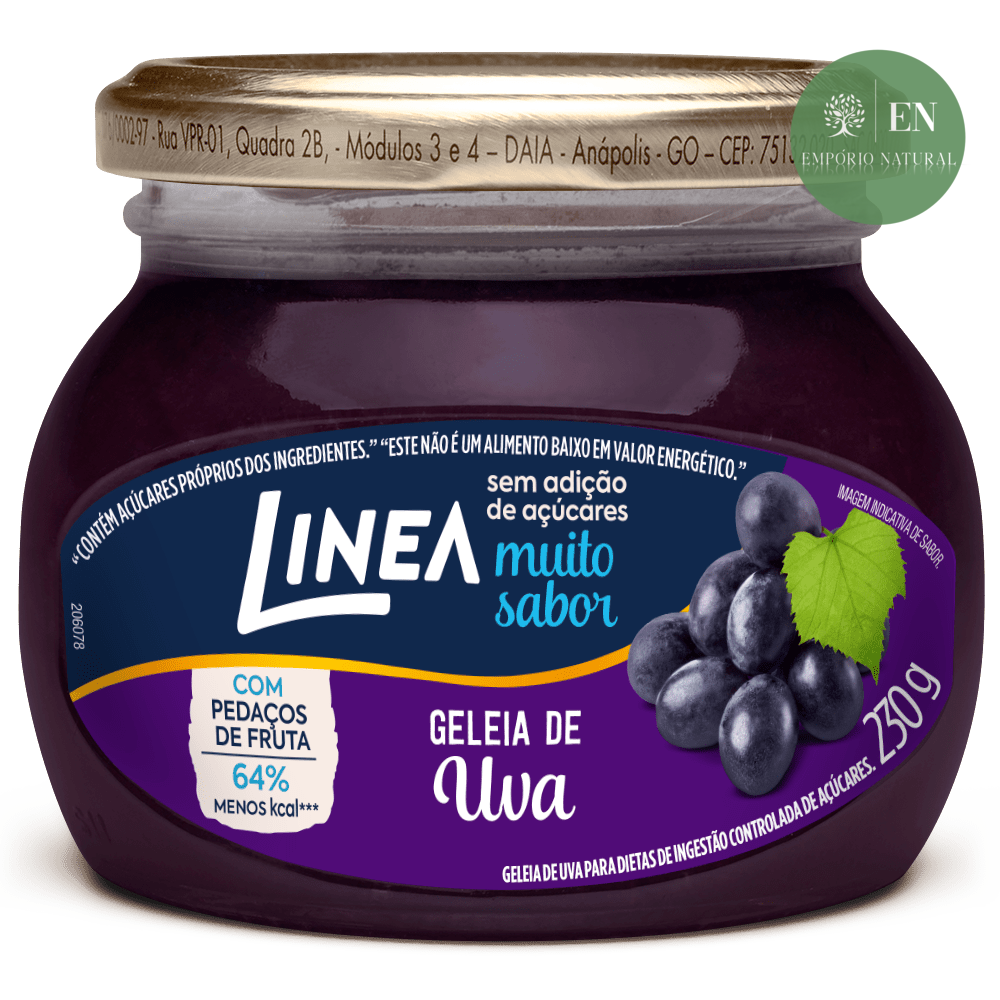 /0002-97 - Rua VPR-01, Quadra 2B, - Módulos 3 e 4 – DAIA - Anápolis - GO – CEP: 75132
EN
EMPÓRIO NATURAL
"CONTÉM AÇÚCARES PRÓPRIOS DOS INGREDIENTES." "ESTE NÃO É UM ALIMENTO BAIXO EM VALOR ENERGÉTICO."
LINEA
sem adição
de açúcares
muito
sabor
IMAGEM INDICATIVA DE SABOR.
206078
COM
PEDAÇOS
DE FRUTA
64%
MENOS kcal***
GELEIA DE
Uva
230 g
GELEIA DE UVA PARA DIETAS DE INGESTÃO CONTROLADA DE AÇÚCARES.